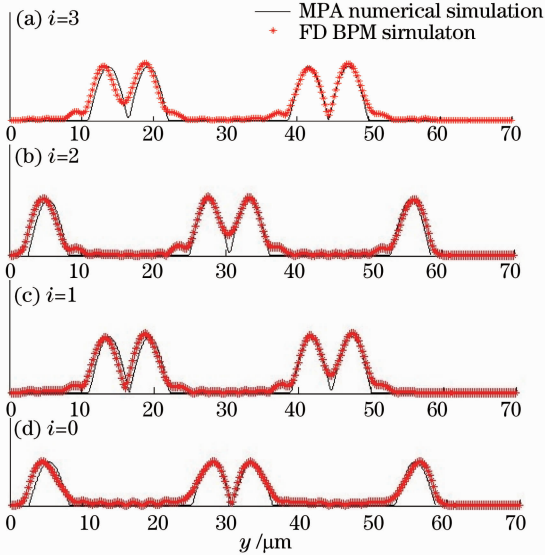 (a) i=3
MPA numerical simulation
FD BPM sirnulaton
0 10 20 30 40 50 60 70
(b) i=2
0 10 20 30 40 50 60 70
(c) i=1
0 10 20 30 40 50 60 70
(d) i=0
0 10 20 30 40 50 60 70
y /μm